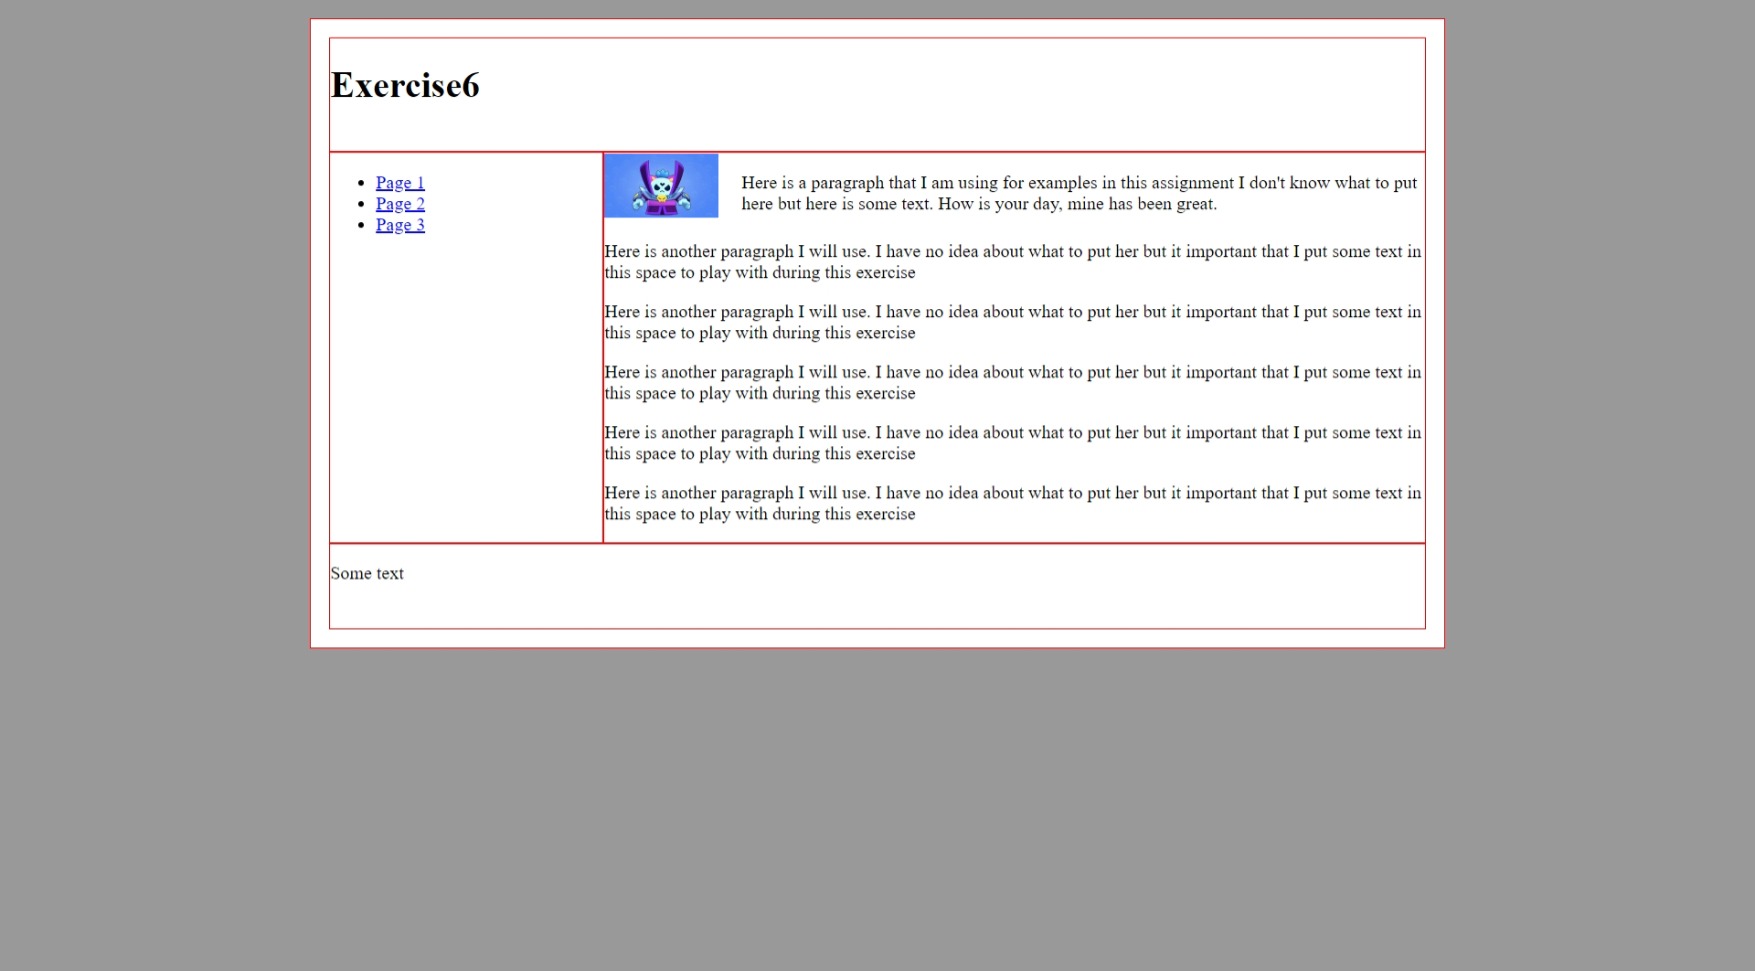 Exercise6
Page 1
Page 2
Page 3
Here is a paragraph that I am using for examples in this assignment I don't know what to put
here but here is some text. How is your day, mine has been great.
Here is another paragraph I will use. I have no idea about what to put her but it important that I put some text in
this space to play with during this exercise
Here is another paragraph I will use. I have no idea about what to put her but it important that I put some text in
this space to play with during this exercise
Here is another paragraph I will use. I have no idea about what to put her but it important that I put some text in
this space to play with during this exercise
Here is another paragraph I will use. I have no idea about what to put her but it important that I put some text in
this space to play with during this exercise
Here is another paragraph I will use. I have no idea about what to put her but it important that I put some text in
this space to play with during this exercise
Some text